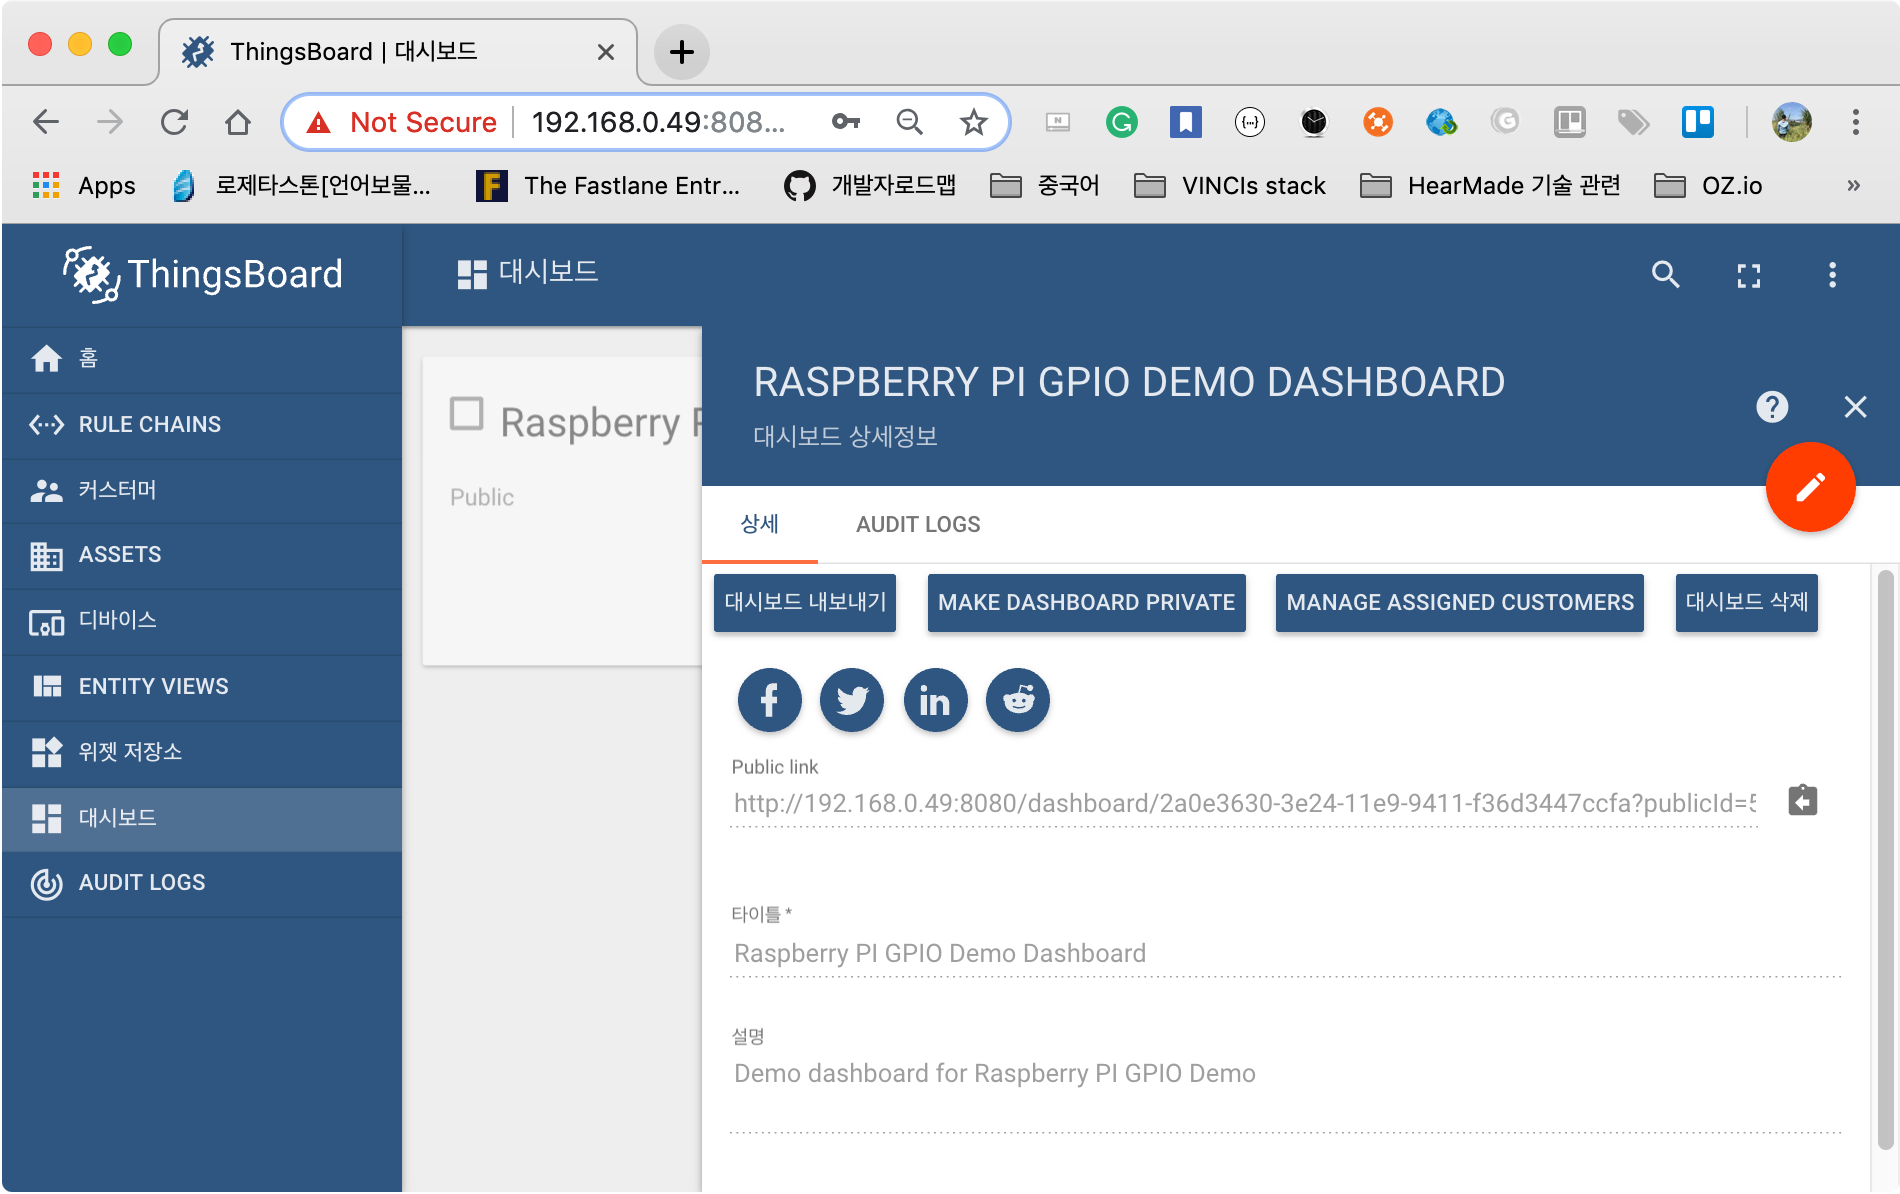 ThingsBoard | 대시보드
Not Secure 192.168.0.49:808...
Apps 로제타스톤[언어보물... The Fastlane Entr... 개발자로드맵 중국어 VINCIs stack HearMade 기술 관련 OZ.io »
ThingsBoard
대시보드
홈
RULE CHAINS
커스터머
ASSETS
디바이스
ENTITY VIEWS
위젯 저장소
대시보드
AUDIT LOGS
Raspberry P
Public
RASPBERRY PI GPIO DEMO DASHBOARD
대시보드 상세정보
상세 AUDIT LOGS
대시보드 내보내기 MAKE DASHBOARD PRIVATE MANAGE ASSIGNED CUSTOMERS 대시보드 삭제
Public link
http://192.168.0.49:8080/dashboard/2a0e3630-3e24-11e9-9411-f36d3447ccfa?publicId=5
타이틀 *
Raspberry PI GPIO Demo Dashboard
설명
Demo dashboard for Raspberry PI GPIO Demo